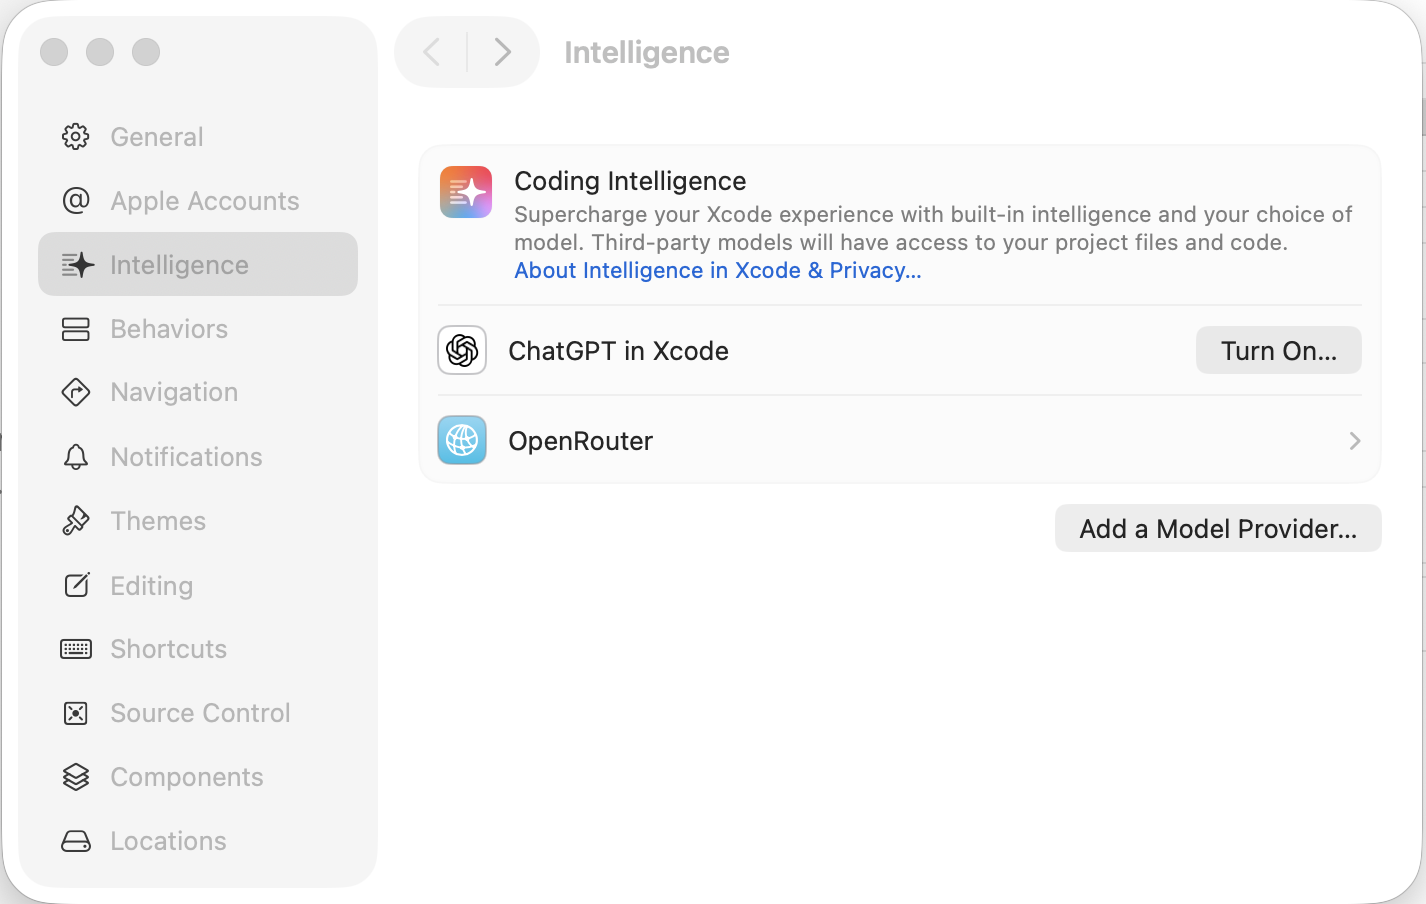 Intelligence
General
Apple Accounts
Intelligence
Behaviors
Navigation
Notifications
Themes
Editing
Shortcuts
Source Control
Components
Locations
Coding Intelligence
Supercharge your Xcode experience with built-in intelligence and your choice of
model. Third-party models will have access to your project files and code.
About Intelligence in Xcode & Privacy...
ChatGPT in Xcode
Turn On...
OpenRouter
Add a Model Provider...